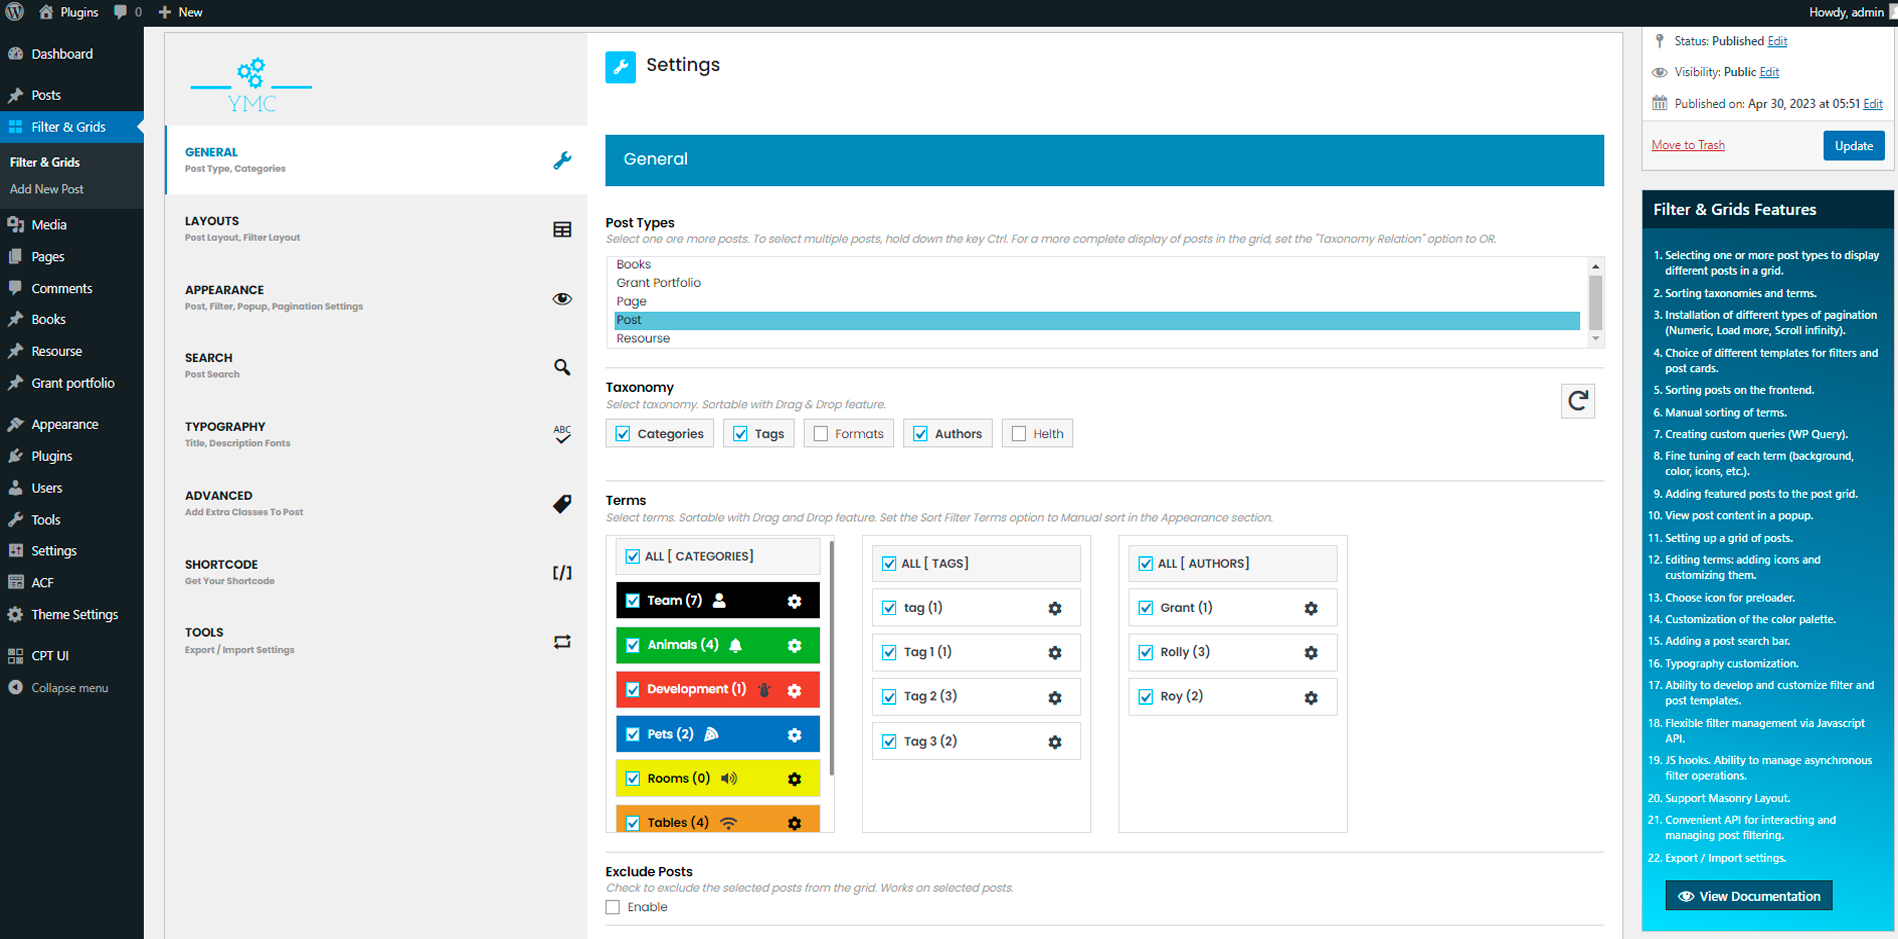 Plugins
0
New
Howdy, admin
Dashboard
Posts
Filter & Grids
Filter & Grids
Add New Post
Media
Pages
Comments
Books
Resourse
Grant portfolio
Appearance
Plugins
Users
Tools
Settings
ACF
Theme Settings
CPT UI
Collapse menu
YMC
GENERAL
Post Type, Categories
LAYOUTS
Post Layout, Filter Layout
APPEARANCE
Post, Filter, Popup, Pagination Settings
SEARCH
Post Search
TYPOGRAPHY
Title, Description Fonts
ABC
ADVANCED
Add Extra Classes To Post
SHORTCODE
Get Your Shortcode
[/]
TOOLS
Export / Import Settings
Settings
General
Post Types
Select one ore more posts. To select multiple posts, hold down the key Ctrl. For a more complete display of posts in the grid, set the "Taxonomy Relation" option to OR.
Books
Grant Portfolio
Page
Post
Resourse
Taxonomy
Select taxonomy. Sortable with Drag & Drop feature.
Categories
Tags
Formats
Authors
Helth
Terms
Select terms. Sortable with Drag and Drop feature. Set the Sort Filter Terms option to Manual sort in the Appearance section.
ALL [ CATEGORIES]
Team (7)
Animals (4)
Development (1)
Pets (2)
Rooms (0)
Tables (4)
ALL [ TAGS]
tag (1)
Tag 1 (1)
Tag 2 (3)
Tag 3 (2)
ALL [ AUTHORS]
Grant (1)
Rolly (3)
Roy (2)
Exclude Posts
Check to exclude the selected posts from the grid. Works on selected posts.
Enable
Status: Published Edit
Visibility: Public Edit
Published on: Apr 30, 2023 at 05:51 Edit
Move to Trash
Update
Filter & Grids Features
1. Selecting one or more post types to display
different posts in a grid.
2. Sorting taxonomies and terms.
3. Installation of different types of pagination
(Numeric, Load more, Scroll infinity).
4. Choice of different templates for filters and
post cards.
5. Sorting posts on the frontend.
6. Manual sorting of terms.
7. Creating custom queries (WP Query).
8. Fine tuning of each term (background,
color, icons, etc.).
9. Adding featured posts to the post grid.
10. View post content in a popup.
11. Setting up a grid of posts.
12. Editing terms: adding icons and
customizing them.
13. Choose icon for preloader.
14. Customization of the color palette.
15. Adding a post search bar.
16. Typography customization.
17. Ability to develop and customize filter and
post templates.
18. Flexible filter management via Javascript
API.
19. JS hooks. Ability to manage asynchronous
filter operations.
20. Support Masonry Layout.
21. Convenient API for interacting and
managing post filtering.
22. Export / Import settings.
View Documentation